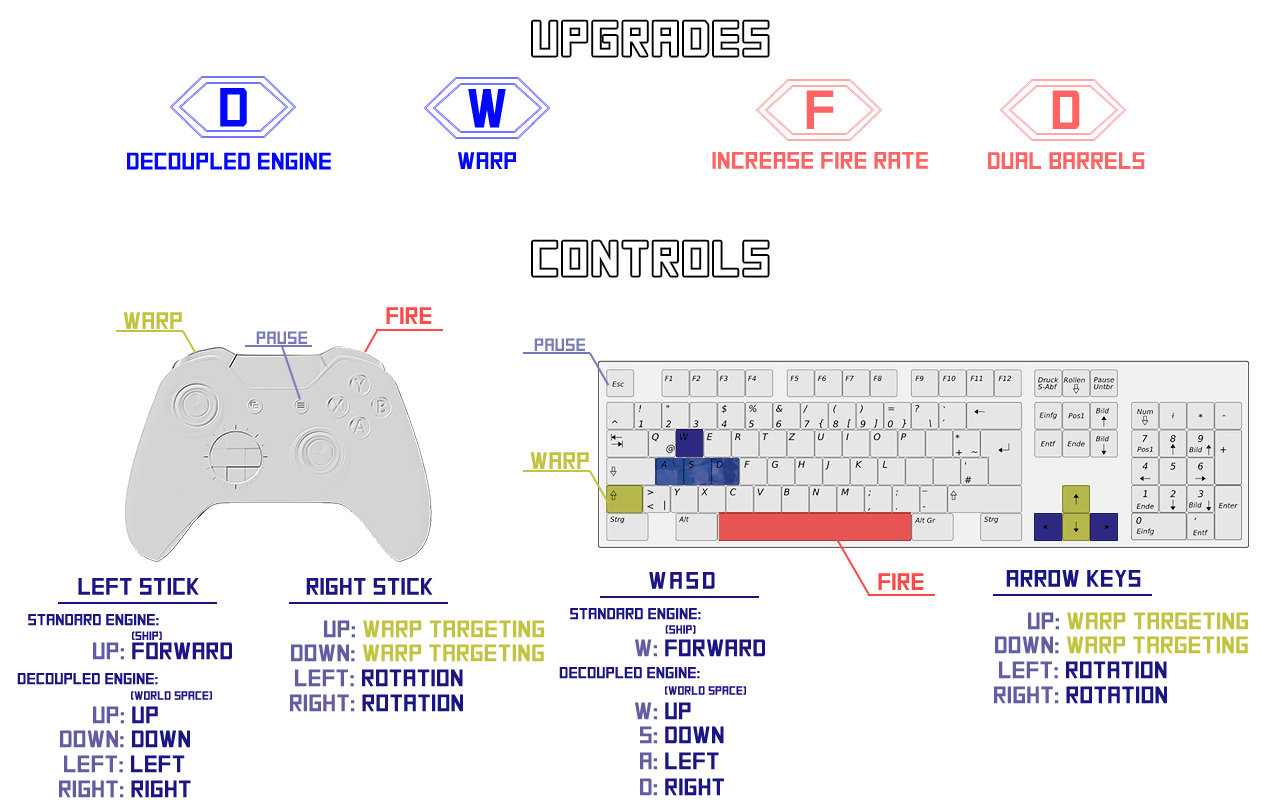 UPGRADES
D
W
F
D
DECOUPLED ENGINE
WARP
INCREASE FIRE RATE
DUAL BARRELS
CONTROLS
WARP
PAUSE
FIRE
Y
X
B
A
LEFT STICK
STANDARD ENGINE:
(SHIP)
UP: FORWARD
DECOUPLED ENGINE:
(WORLD SPACE)
UP: UP
DOWN: DOWN
LEFT: LEFT
RIGHT: RIGHT
RIGHT STICK
UP: WARP TARGETING
DOWN: WARP TARGETING
LEFT: ROTATION
RIGHT: ROTATION
PAUSE
WARP
FIRE
Esc F1 F2 F3 F4 F5 F6 F7 F8 F9 F10 F11 F12
Druck S-Abf Rollen Pause Untbr
^ ! 1 " 2 3 $ 4 % 5 & 6 / 7 { ( 8 [ ) 9 ] = 0 } ? \ ` ←
Einfg Pos1 Bild ↑ Num ÷ * -
Q @ W E R T Z U I O P * + ~
Entf Ende Bild ↓ 7 Pos1 8 ↑ 9 Bild ↑ +
A S D F G H J K L ' #
4 ← 5 6 →
> < | Y X C V B N M ; , : . – -
↑ 1 Ende 2 ↓ 3 Bild ↓ Enter
Strg Alt Alt Gr Strg
← ↓ → 0 Einfg , Entf
WASD
STANDARD ENGINE:
(SHIP)
W: FORWARD
DECOUPLED ENGINE:
(WORLD SPACE)
W: UP
S: DOWN
A: LEFT
D: RIGHT
ARROW KEYS
UP: WARP TARGETING
DOWN: WARP TARGETING
LEFT: ROTATION
RIGHT: ROTATION